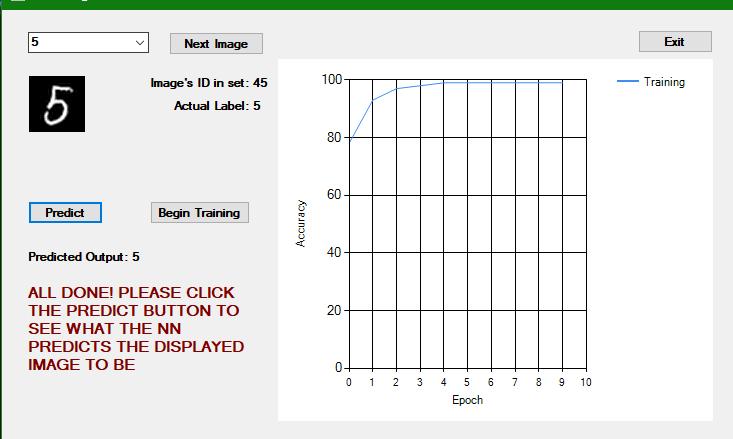 5
Next Image
Exit
5
Image's ID in set: 45
Actual Label: 5
Predict
Begin Training
Predicted Output: 5
ALL DONE! PLEASE CLICK
THE PREDICT BUTTON TO
SEE WHAT THE NN
PREDICTS THE DISPLAYED
IMAGE TO BE
Training
100
80
60
40
20
0
Accuracy
0 1 2 3 4 5 6 7 8 9 10
Epoch